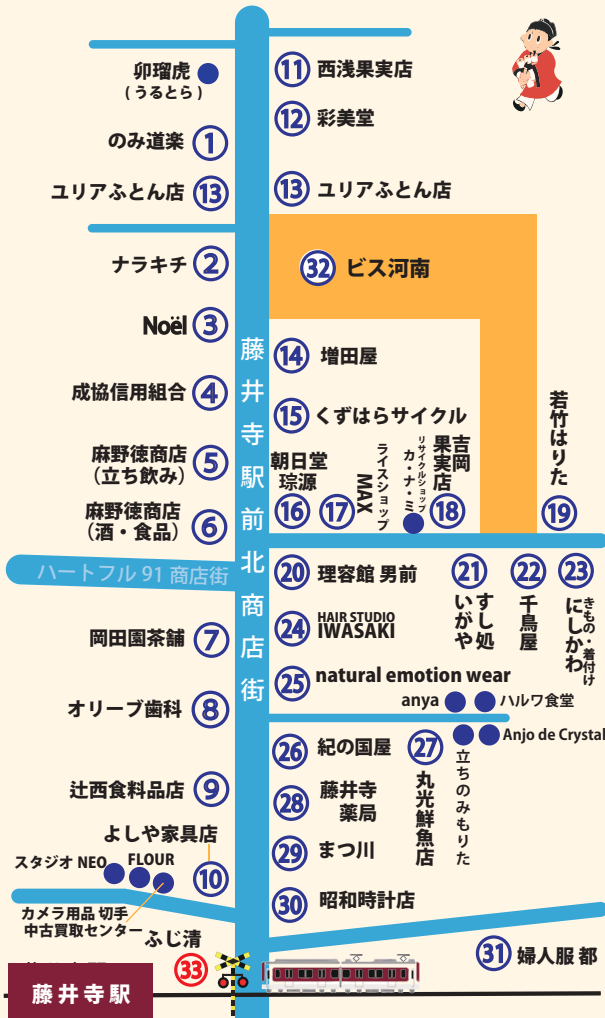 卯瑠虎
(うるとら)
⑪ 西浅果実店
⑫ 彩美堂
のみ道楽 ①
ユリアふとん店 ⑬
⑬ ユリアふとん店
ナラキチ ②
㉜ ビス河南
Noël ③
藤井寺駅前北商店街
⑭ 増田屋
成協信用組合 ④
⑮ くずはらサイクル
麻野徳商店
(立ち飲み)
⑤
麻野徳商店
(酒・食品)
⑥
朝日堂
琮源
⑯
⑰
ライスショップ
MAX
リサイクルショップ
カ・ナ・ミ
吉岡
果実店
⑱
若竹はりた
⑲
ハートフル 91 商店街
⑳ 理容館 男前
㉑
すし処
いがや
㉒
千鳥屋
㉓
きもの・着付け
にしかわ
岡田園茶舗 ⑦
㉔
HAIR STUDIO
IWASAKI
オリーブ歯科 ⑧
㉕ natural emotion wear
anya
ハルワ食堂
Anjo de Crystal
立ちのみもりた
㉖ 紀の国屋
㉗
丸光鮮魚店
辻西食料品店 ⑨
㉘
藤井寺
薬局
よしや家具店
⑩
㉙ まつ川
スタジオ NEO
FLOUR
カメラ用品 切手
中古買取センター
㉚ 昭和時計店
ふじ清
㉝
㉛ 婦人服 都
藤井寺駅